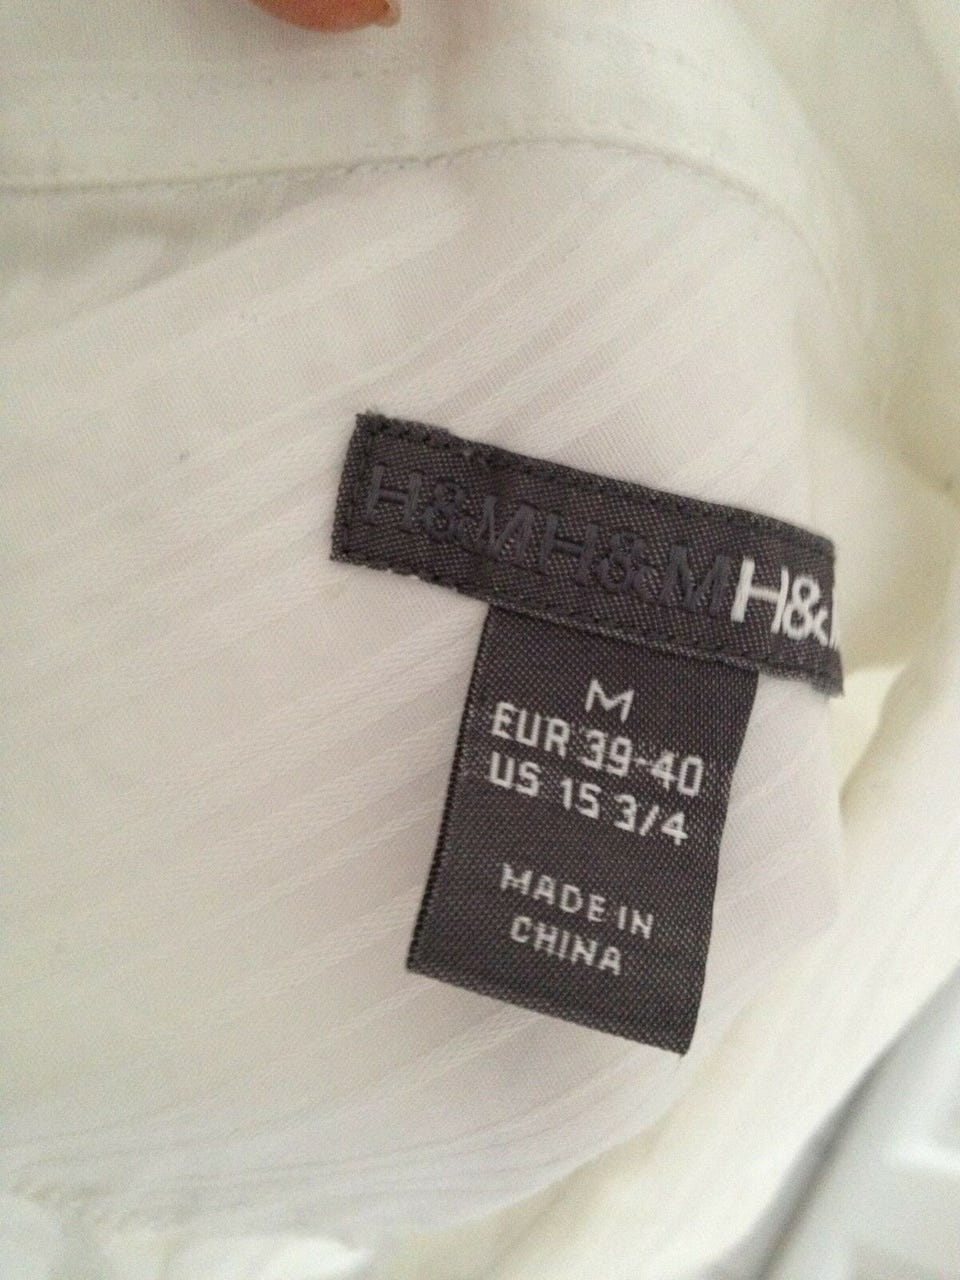 H&MH&MH&M
M
EUR 39-40
US 15 3/4
MADE IN
CHINA